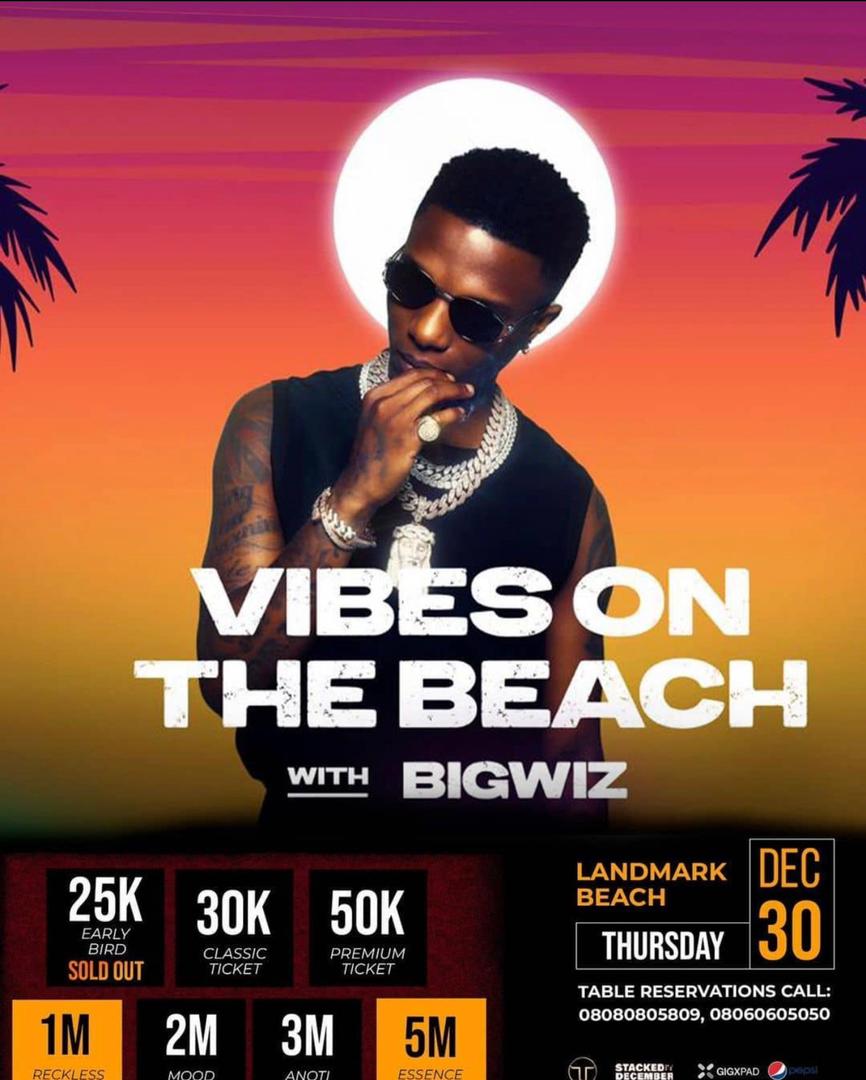 VIBES ON
THE BEACH
WITH BIGWIZ
25K
EARLY
BIRD
SOLD OUT
30K
CLASSIC
TICKET
50K
PREMIUM
TICKET
1M
RECKLESS
2M
MOOD
3M
ANOTI
5M
ESSENCE
LANDMARK
BEACH
THURSDAY
DEC
30
TABLE RESERVATIONS CALL:
08080805809, 08060605050
STACKED
DECEMBER
GIGXPAD
pepsi